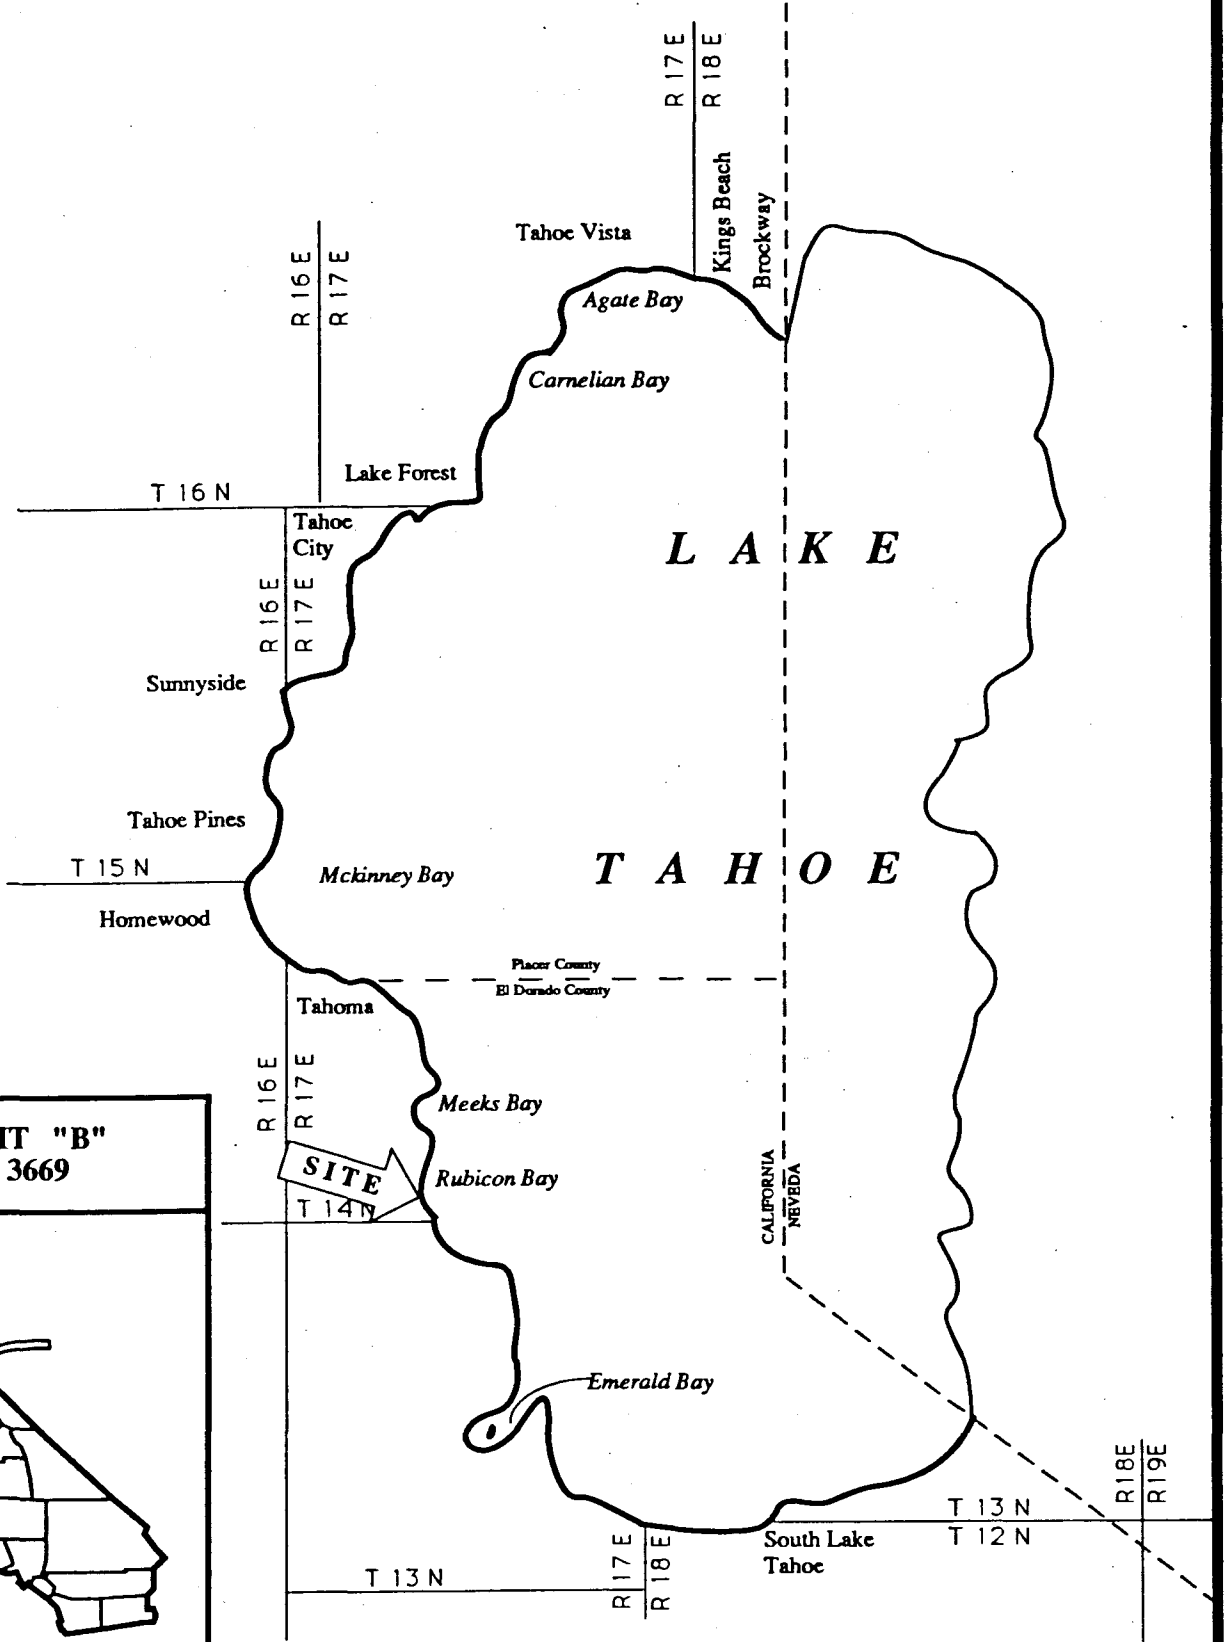 R 17 E
R 18 E
Kings Beach
Brockway
Tahoe Vista
R 16 E
R 17 E
Agate Bay
Carnelian Bay
Lake Forest
T 16 N
Tahoe
City
L A K E
R 16 E
R 17 E
Sunnyside
Tahoe Pines
T 15 N
Mckinney Bay
T A H O E
Homewood
Placer County
El Dorado County
Tahoma
R 16 E
R 17 E
Meeks Bay
IT "B"
3669
SITE
Rubicon Bay
T 14 N
CALIFORNIA
NEVEDA
Emerald Bay
R18E
R19E
T 13 N
T 12 N
South Lake
Tahoe
R 17 E
R 18 E
T 13 N